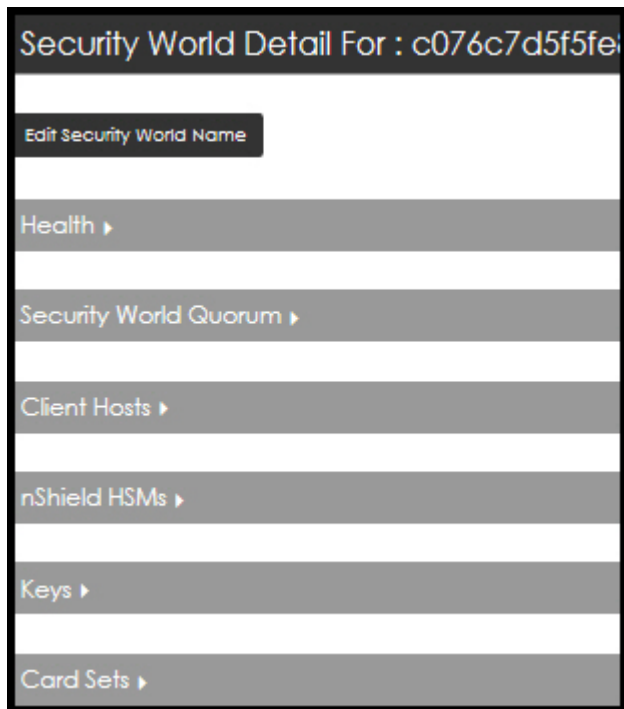 Security World Detail For : c076c7d5f5fe
Edit Security World Name
Health
Security World Quorum
Client Hosts
nShield HSMs
Keys
Card Sets